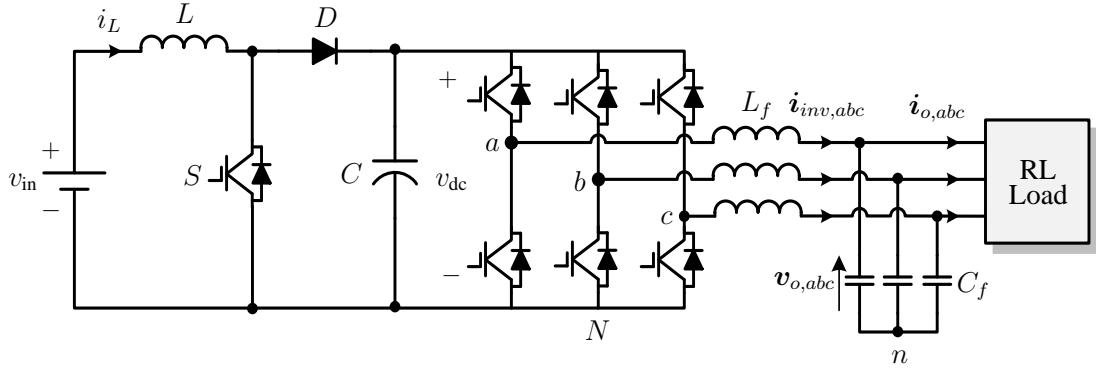 i_L
L
D
v_in
+
−
S
C
+
v_dc
−
a
b
c
N
L_f
i_inv,abc
i_o,abc
RL
Load
v_o,abc
C_f
n